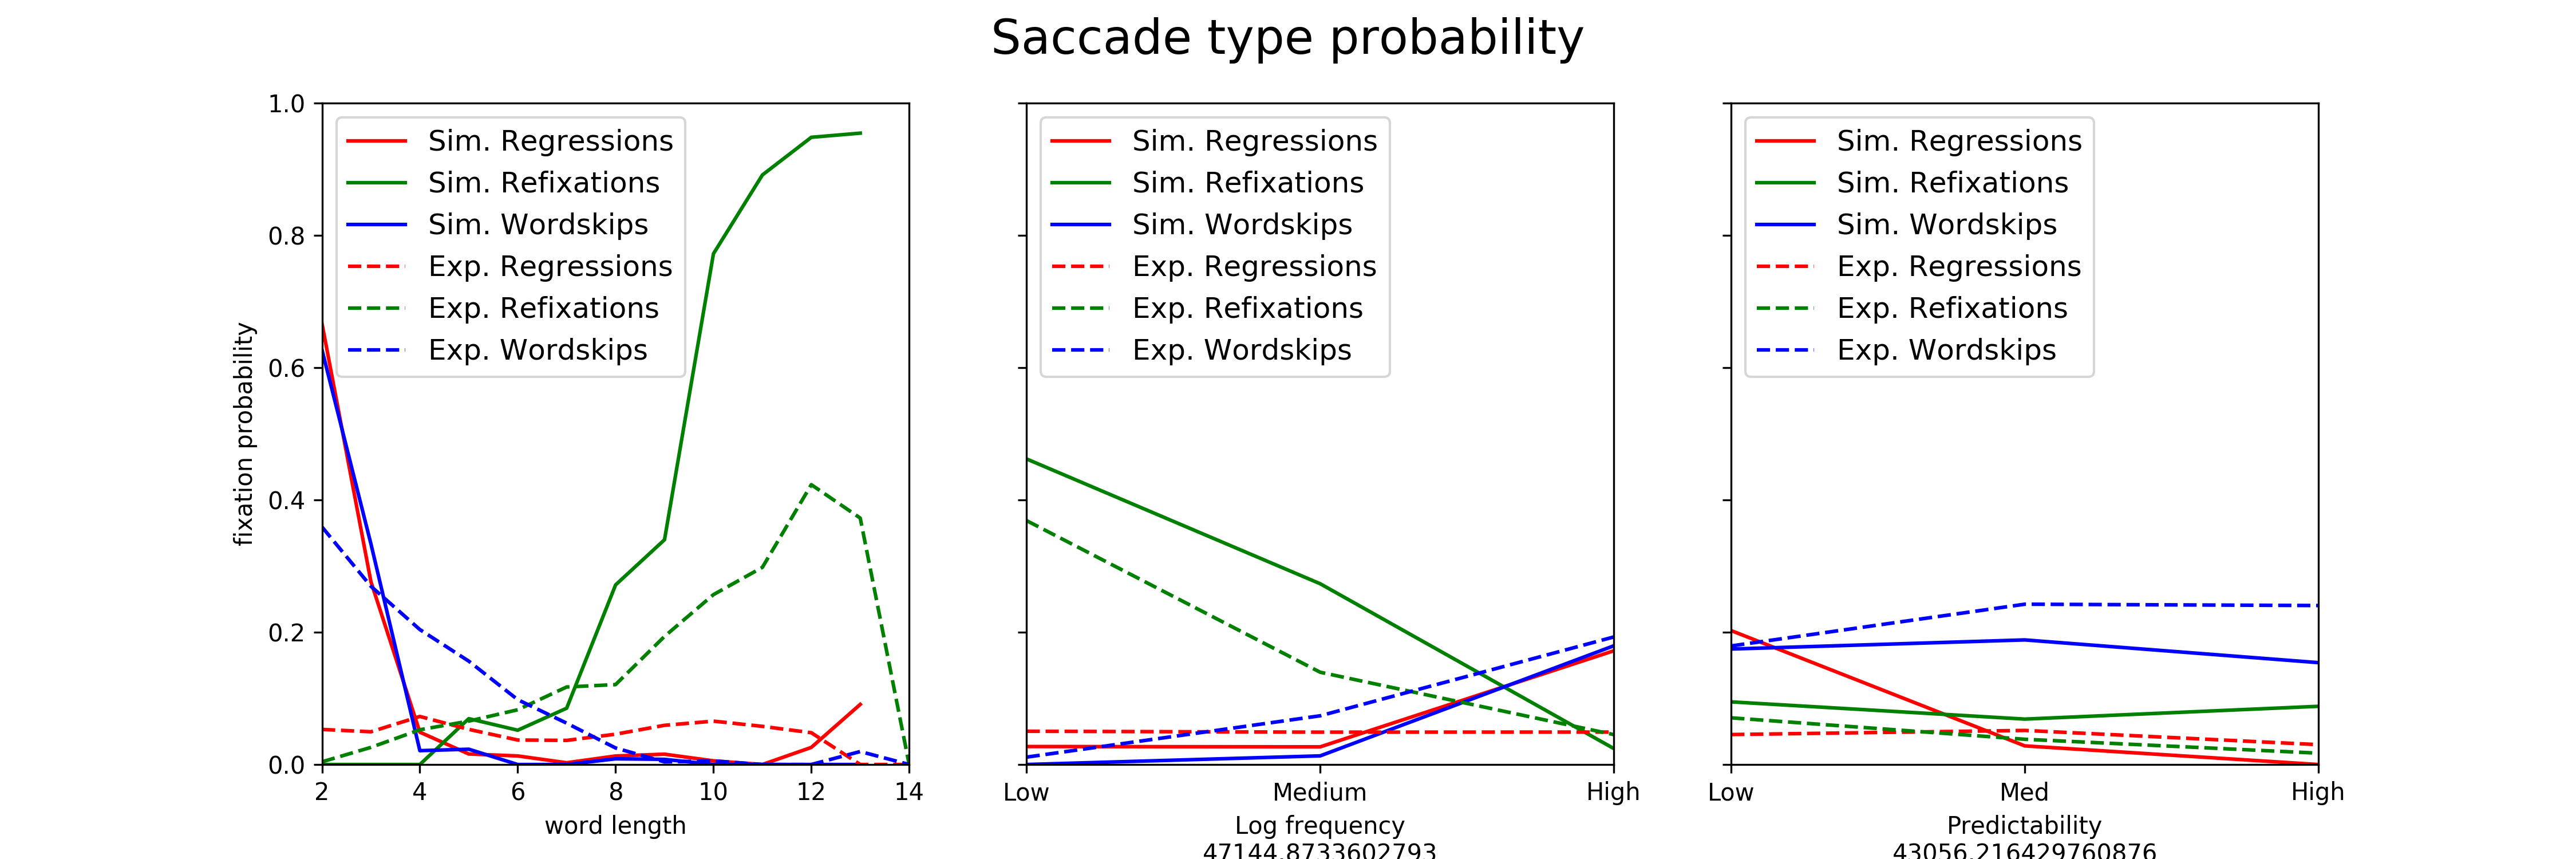 Saccade type probability
1.0
0.8
0.6
0.4
0.2
0.0
fixation probability
Sim. Regressions
Sim. Refixations
Sim. Wordskips
Exp. Regressions
Exp. Refixations
Exp. Wordskips
2 4 6 8 10 12 14
word length
Sim. Regressions
Sim. Refixations
Sim. Wordskips
Exp. Regressions
Exp. Refixations
Exp. Wordskips
Low Medium High
Log frequency
47144.8733602793
Sim. Regressions
Sim. Refixations
Sim. Wordskips
Exp. Regressions
Exp. Refixations
Exp. Wordskips
Low Med High
Predictability
43056.216429760876